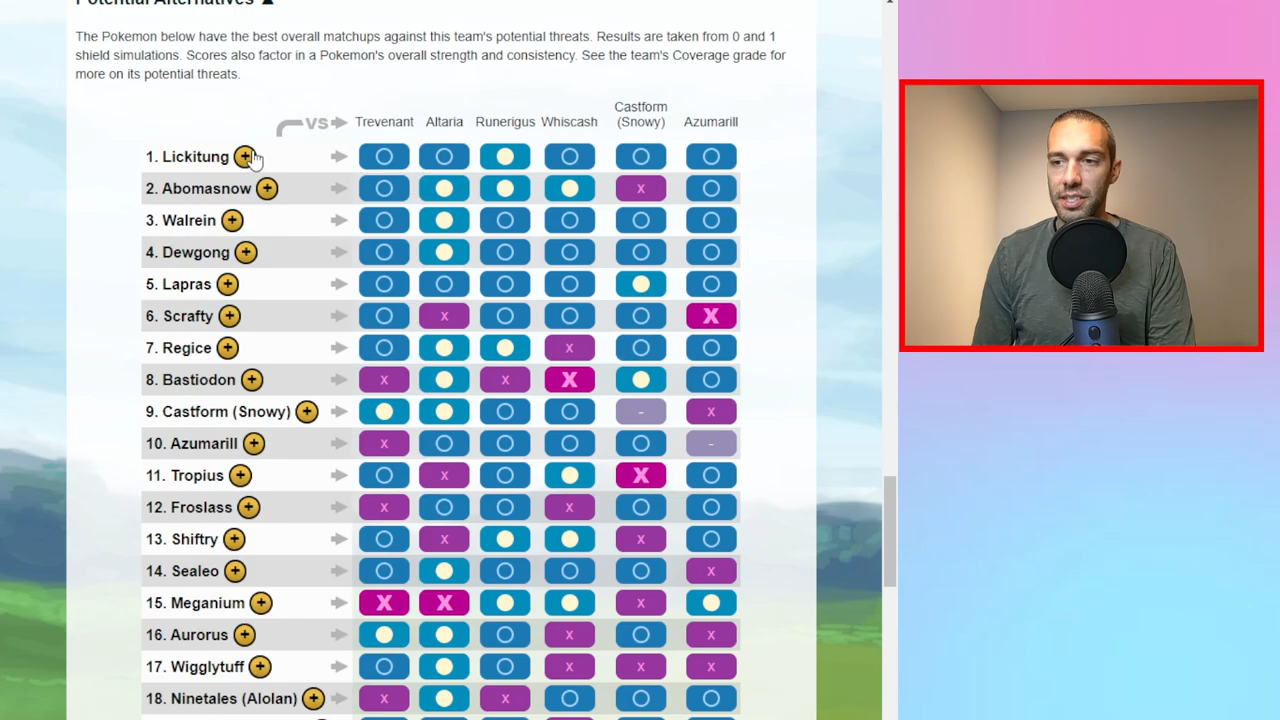 Potential Alternatives ▲
The Pokemon below have the best overall matchups against this team's potential threats. Results are taken from 0 and 1
shield simulations. Scores also factor in a Pokemon's overall strength and consistency. See the team's Coverage grade for
more on its potential threats.
VS Trevenant Altaria Runerigus Whiscash Castform (Snowy) Azumarill
1. Lickitung +
2. Abomasnow + x
3. Walrein +
4. Dewgong +
5. Lapras +
6. Scrafty + x X
7. Regice + x
8. Bastiodon + x x X
9. Castform (Snowy) + - x
10. Azumarill + x -
11. Tropius + x X
12. Froslass + x x
13. Shiftry + x x
14. Sealeo + x
15. Meganium + X X x
16. Aurorus + x x
17. Wigglytuff + x x x
18. Ninetales (Alolan) + x x